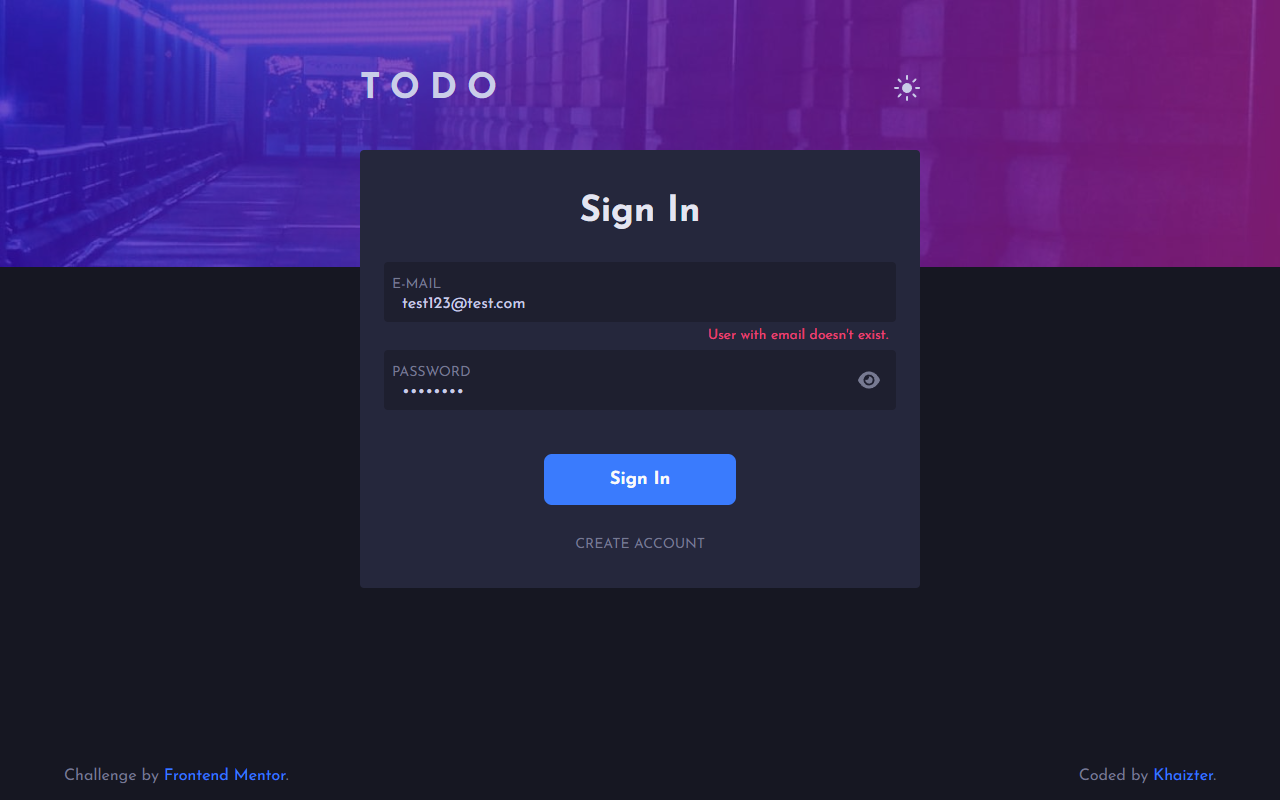 TODO
Sign In
E-MAIL
test123@test.com
User with email doesn't exist.
PASSWORD
••••••••
Sign In
CREATE ACCOUNT
Challenge by Frontend Mentor.
Coded by Khaizter.